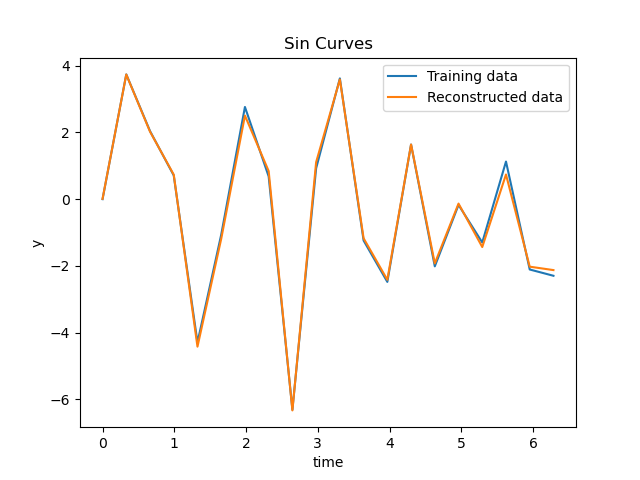 Sin Curves
Training data
Reconstructed data
4
2
0
−2
−4
−6
y
0 1 2 3 4 5 6
time